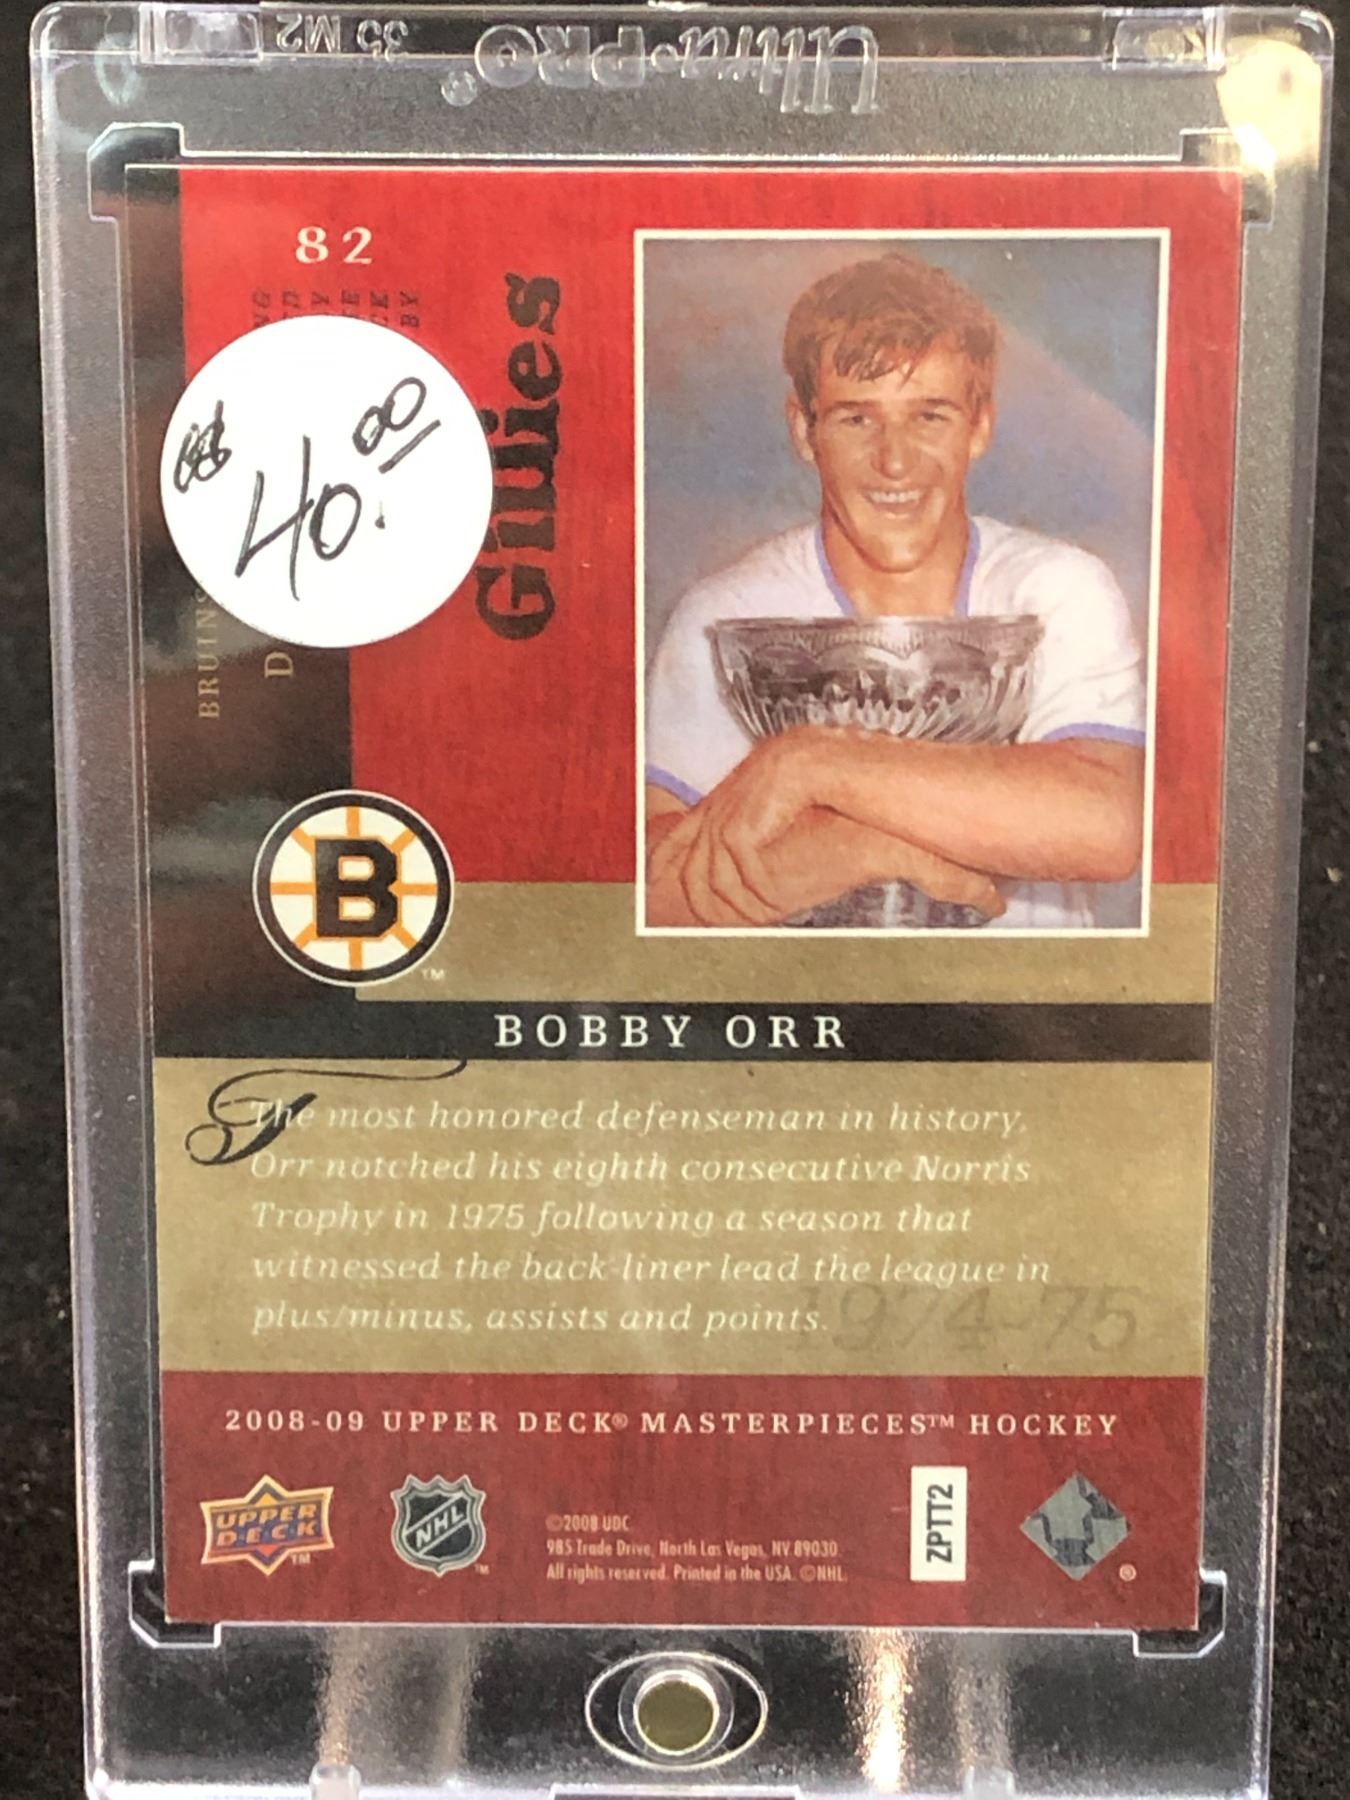 35 M2
Ultra·PRO®
82
Gillies
40.00
BRUINS
D
B
TM
BOBBY ORR
The most honored defenseman in history,
Orr notched his eighth consecutive Norris
Trophy in 1975 following a season that
witnessed the back-liner lead the league in
plus/minus, assists and points.
1974-75
2008-09 UPPER DECK® MASTERPIECES™ HOCKEY
UPPER
DECK
TM
NHL
TM
©2008 UDC.
985 Trade Drive, North Las Vegas, NV 89030.
All rights reserved. Printed in the USA. ©NHL.
ZPTT2
®